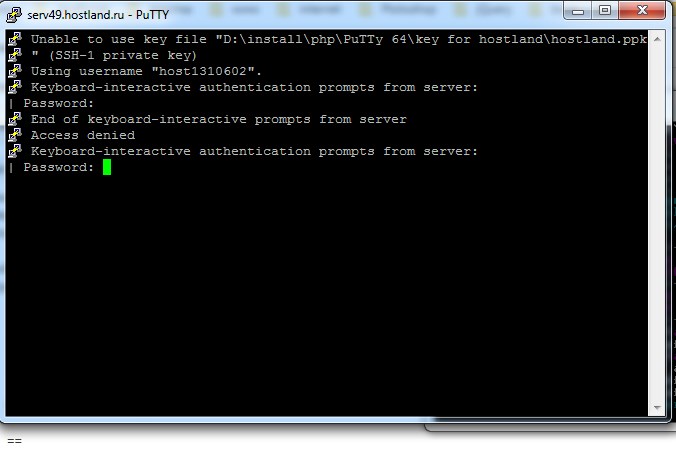 serv49.hostland.ru - PuTTY
Unable to use key file "D:\install\php\PuTTy 64\key for hostland\hostland.ppk
" (SSH-1 private key)
Using username "host1310602".
Keyboard-interactive authentication prompts from server:
| Password:
End of keyboard-interactive prompts from server
Access denied
Keyboard-interactive authentication prompts from server:
| Password:
==